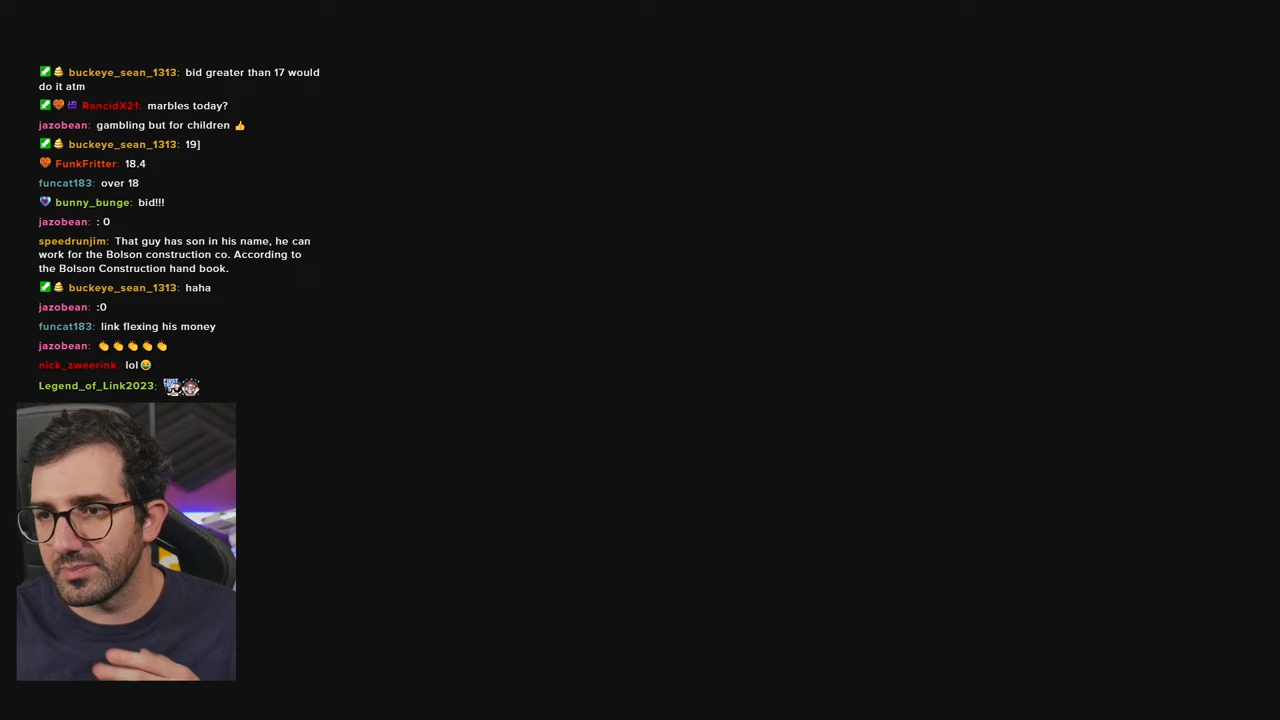 buckeye_sean_1313: bid greater than 17 would
do it atm
RancidX21: marbles today?
jazobean: gambling but for children 👍
buckeye_sean_1313: 19]
FunkFritter: 18.4
funcat183: over 18
bunny_bunge: bid!!!
jazobean: : 0
speedrunjim: That guy has son in his name, he can
work for the Bolson construction co. According to
the Bolson Construction hand book.
buckeye_sean_1313: haha
jazobean: :0
funcat183: link flexing his money
jazobean: 👏 👏 👏 👏 👏
nick_zweerink: lol😂
Legend_of_Link2023: